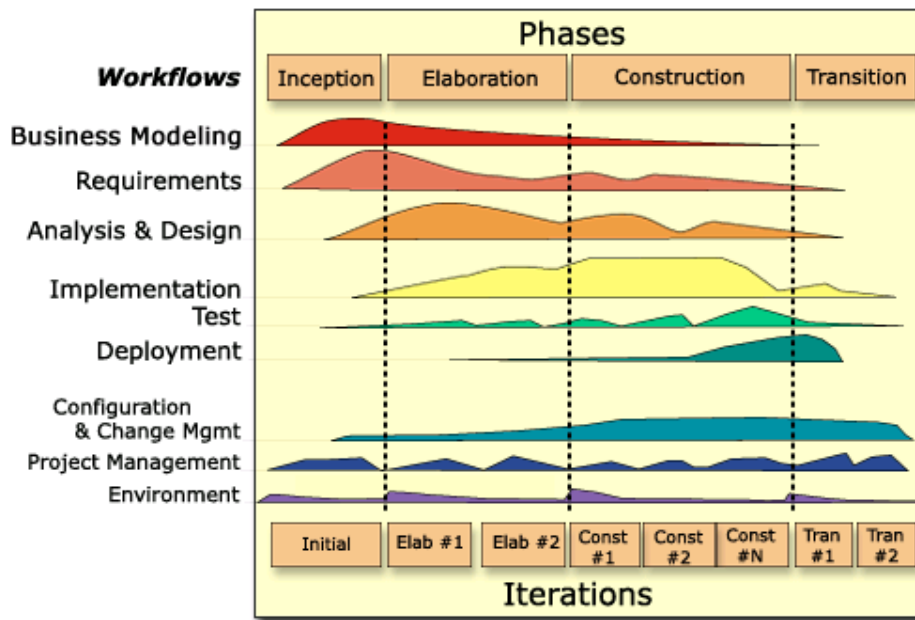 Phases
Workflows
Inception
Elaboration
Construction
Transition
Business Modeling
Requirements
Analysis & Design
Implementation
Test
Deployment
Configuration
& Change Mgmt
Project Management
Environment
Initial
Elab #1
Elab #2
Const
#1
Const
#2
Const
#N
Tran
#1
Tran
#2
Iterations